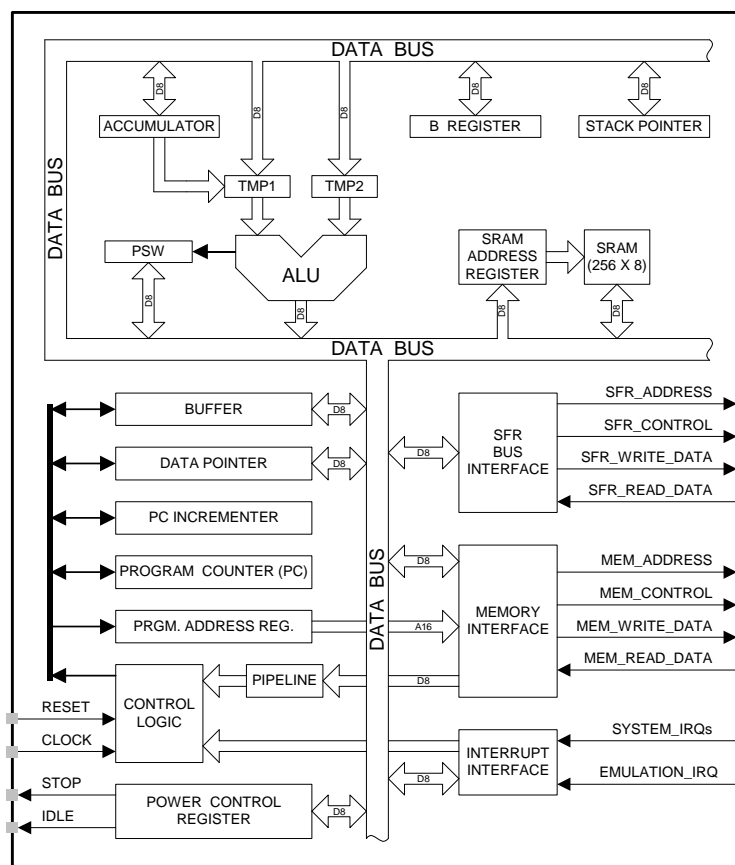 DATA BUS
D8
D8
D8
D8
D8
ACCUMULATOR
B REGISTER
STACK POINTER
DATA BUS
TMP1
TMP2
PSW
ALU
SRAM
ADDRESS
REGISTER
SRAM
(256 X 8)
D8
D8
D8
D8
DATA BUS
BUFFER
D8
DATA POINTER
D8
PC INCREMENTER
PROGRAM COUNTER (PC)
PRGM. ADDRESS REG.
A16
DATA BUS
D8
SFR
BUS
INTERFACE
SFR_ADDRESS
SFR_CONTROL
SFR_WRITE_DATA
SFR_READ_DATA
D8
MEMORY
INTERFACE
MEM_ADDRESS
MEM_CONTROL
MEM_WRITE_DATA
MEM_READ_DATA
PIPELINE
D8
CONTROL
LOGIC
RESET
CLOCK
INTERRUPT
INTERFACE
D8
SYSTEM_IRQs
EMULATION_IRQ
STOP
IDLE
POWER CONTROL
REGISTER
D8